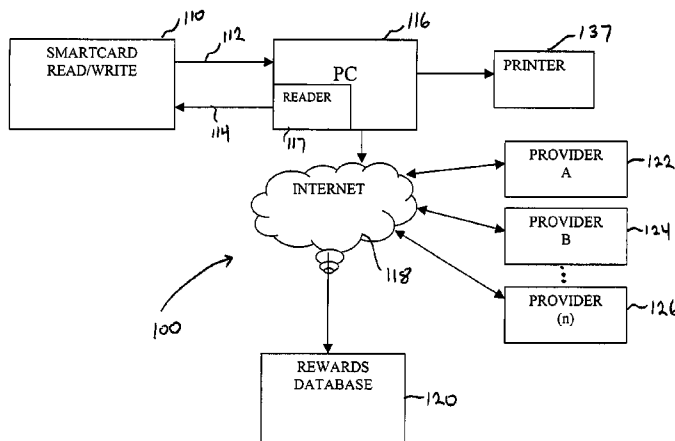 110
112
116
137
SMARTCARD
READ/WRITE
PC
READER
PRINTER
114
117
INTERNET
PROVIDER
A
122
PROVIDER
B
124
118
PROVIDER
(n)
126
100
REWARDS
DATABASE
120